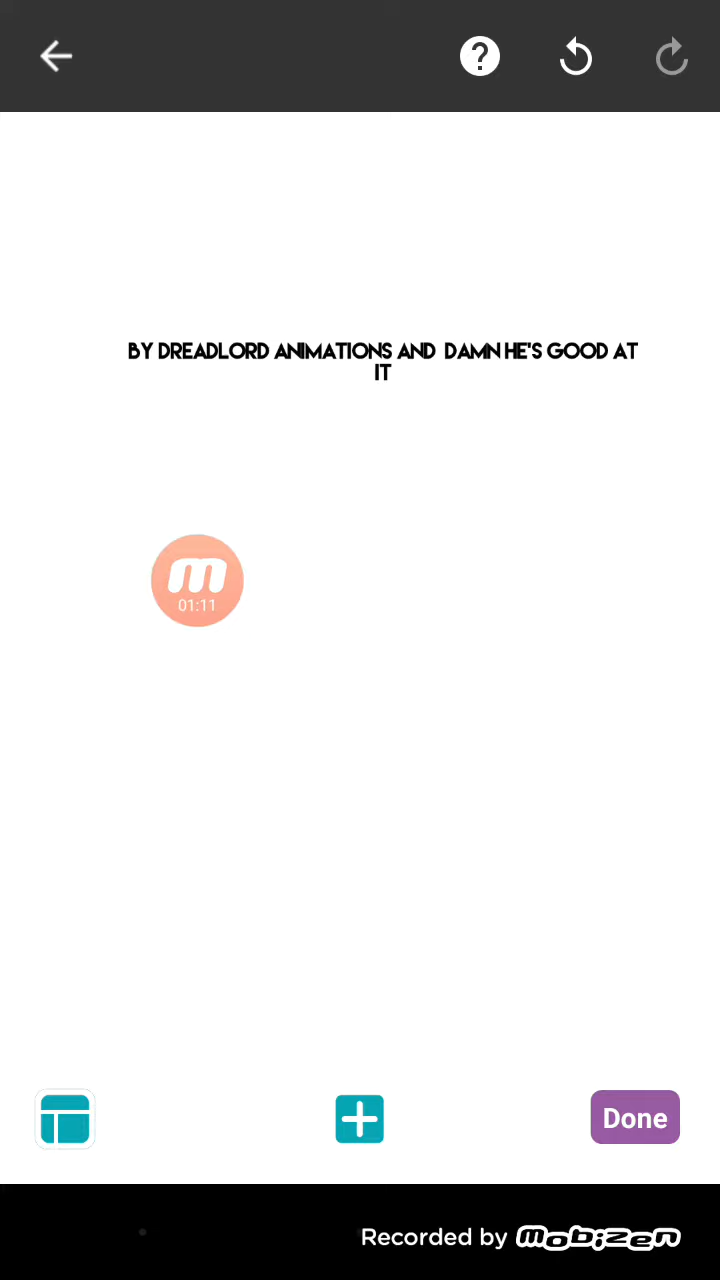 BY DREADLORD ANIMATIONS AND DAMN HE'S GOOD AT
IT
m
01:11
Done
Recorded by mobizen